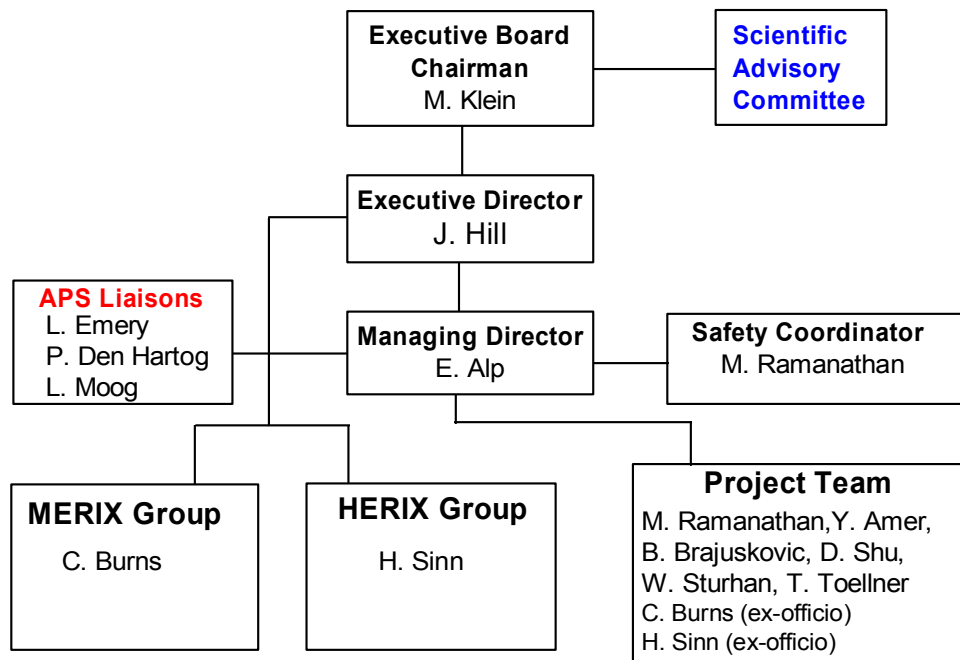 Executive Board
Chairman
M. Klein
Scientific
Advisory
Committee
Executive Director
J. Hill
APS Liaisons
L. Emery
P. Den Hartog
L. Moog
Managing Director
E. Alp
Safety Coordinator
M. Ramanathan
MERIX Group
C. Burns
HERIX Group
H. Sinn
Project Team
M. Ramanathan,Y. Amer,
B. Brajuskovic, D. Shu,
W. Sturhan, T. Toellner
C. Burns (ex-officio)
H. Sinn (ex-officio)